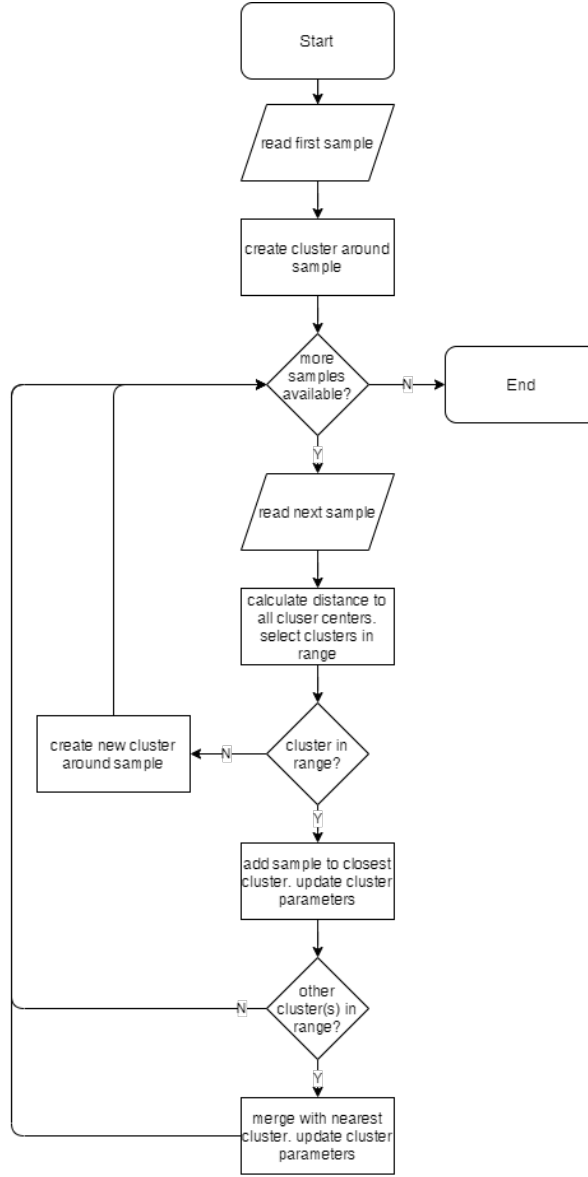 Start
read first sample
create cluster around
sample
more
samples
available?
N
End
Y
read next sample
calculate distance to
all cluser centers.
select clusters in
range
create new cluster
around sample
N
cluster in
range?
Y
add sample to closest
cluster. update cluster
parameters
N
other
cluster(s) in
range?
Y
merge with nearest
cluster. update cluster
parameters